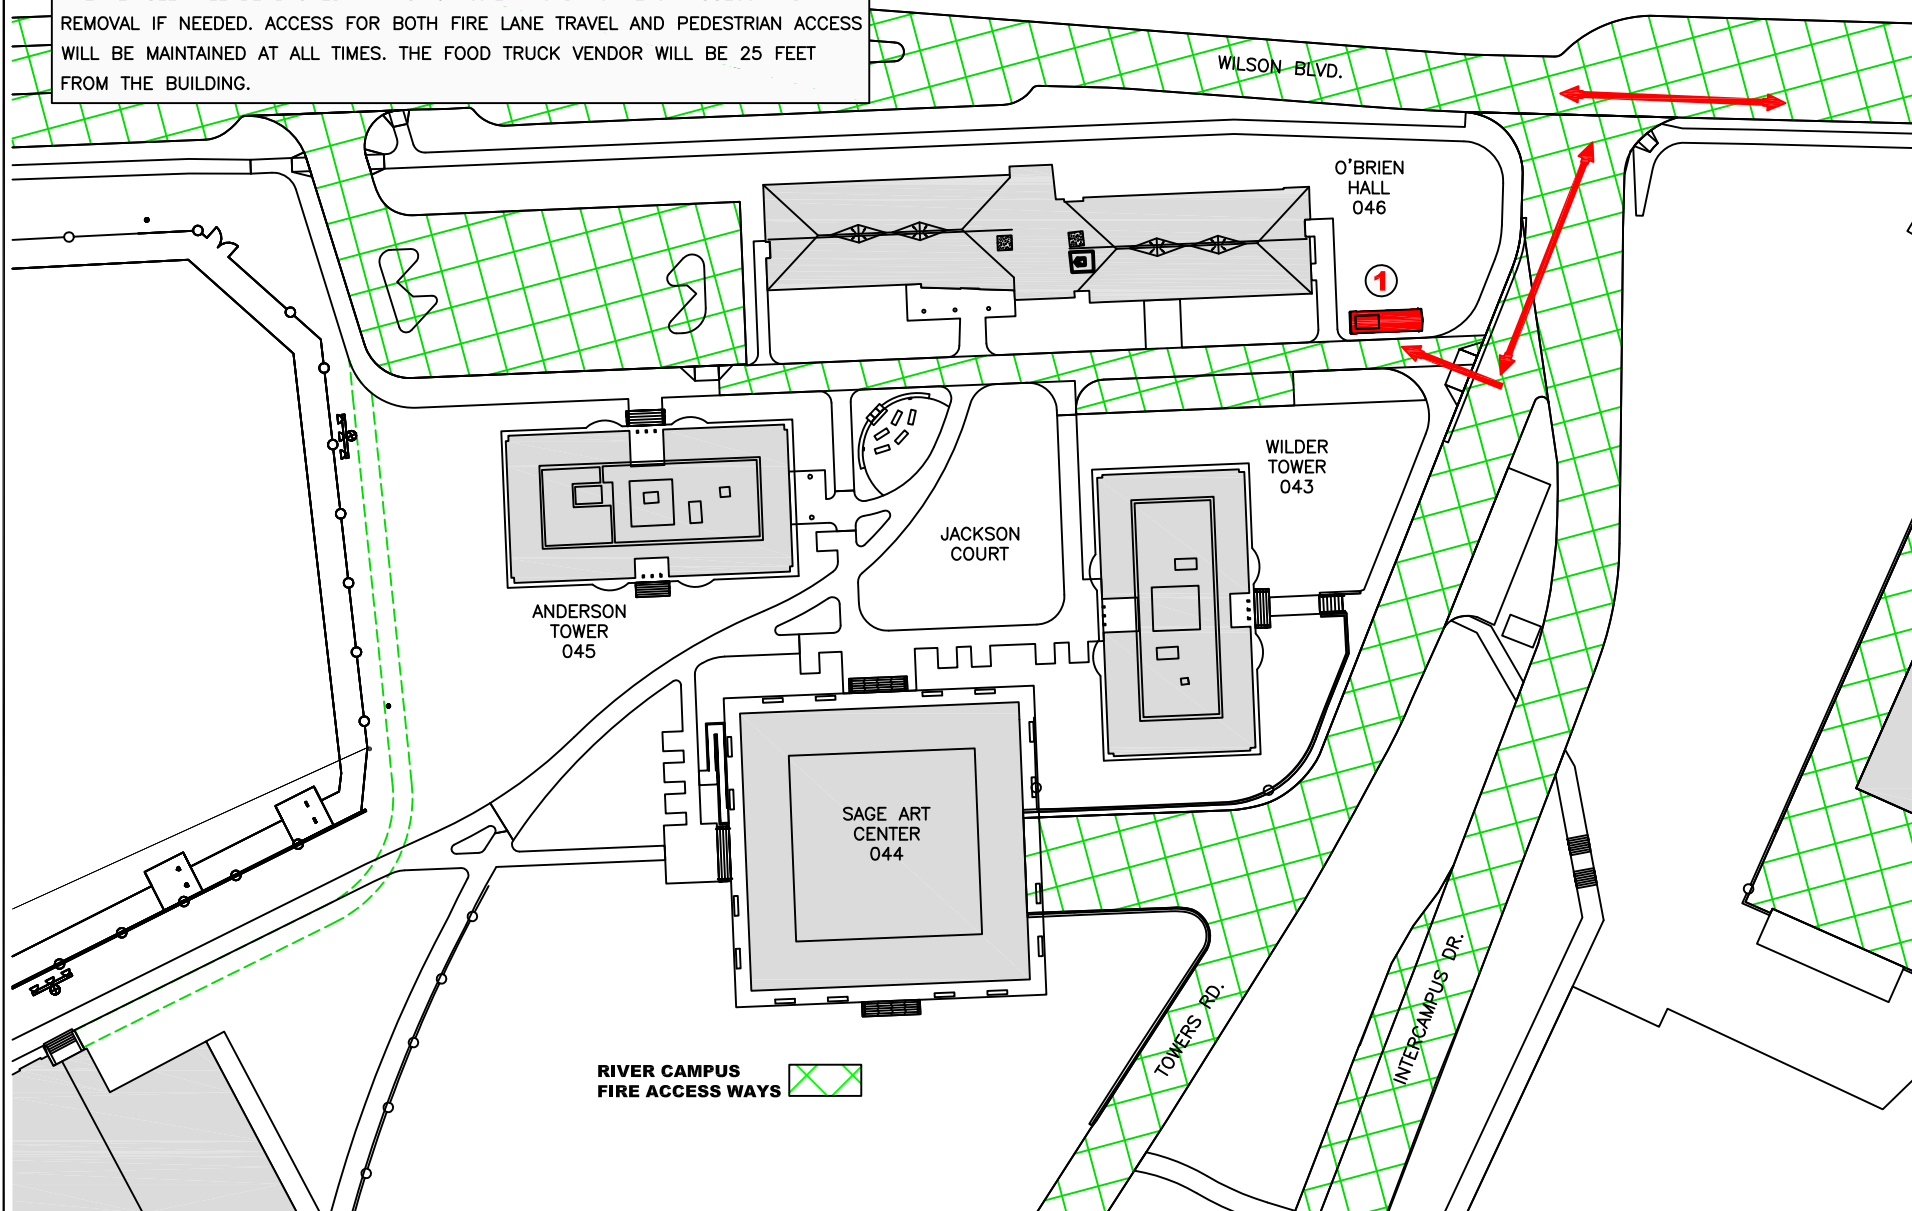 REMOVAL IF NEEDED. ACCESS FOR BOTH FIRE LANE TRAVEL AND PEDESTRIAN ACCESS
WILL BE MAINTAINED AT ALL TIMES. THE FOOD TRUCK VENDOR WILL BE 25 FEET
FROM THE BUILDING.
WILSON BLVD.
O'BRIEN
HALL
046
1
WILDER
TOWER
043
JACKSON
COURT
ANDERSON
TOWER
045
SAGE ART
CENTER
044
TOWERS RD.
INTERCAMPUS DR.
RIVER CAMPUS
FIRE ACCESS WAYS